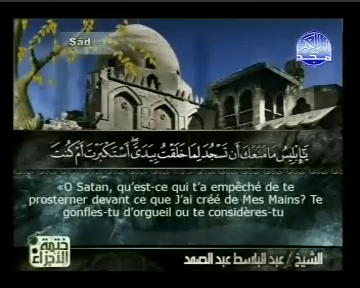 Sâd
يَٰٓإِبْلِيسُ مَا مَنَعَكَ أَن تَسْجُدَ لِمَا خَلَقْتُ بِيَدَىَّ ۖ أَسْتَكْبَرْتَ أَمْ كُنتَ
«O Satan, qu'est-ce qui t'a empêché de te
prosterner devant ce que J'ai créé de Mes Mains? Te
gonfles-tu d'orgueil ou te considères-tu
ختمة
الأجزاء
الشيخ / عبد الباسط عبد الصمد